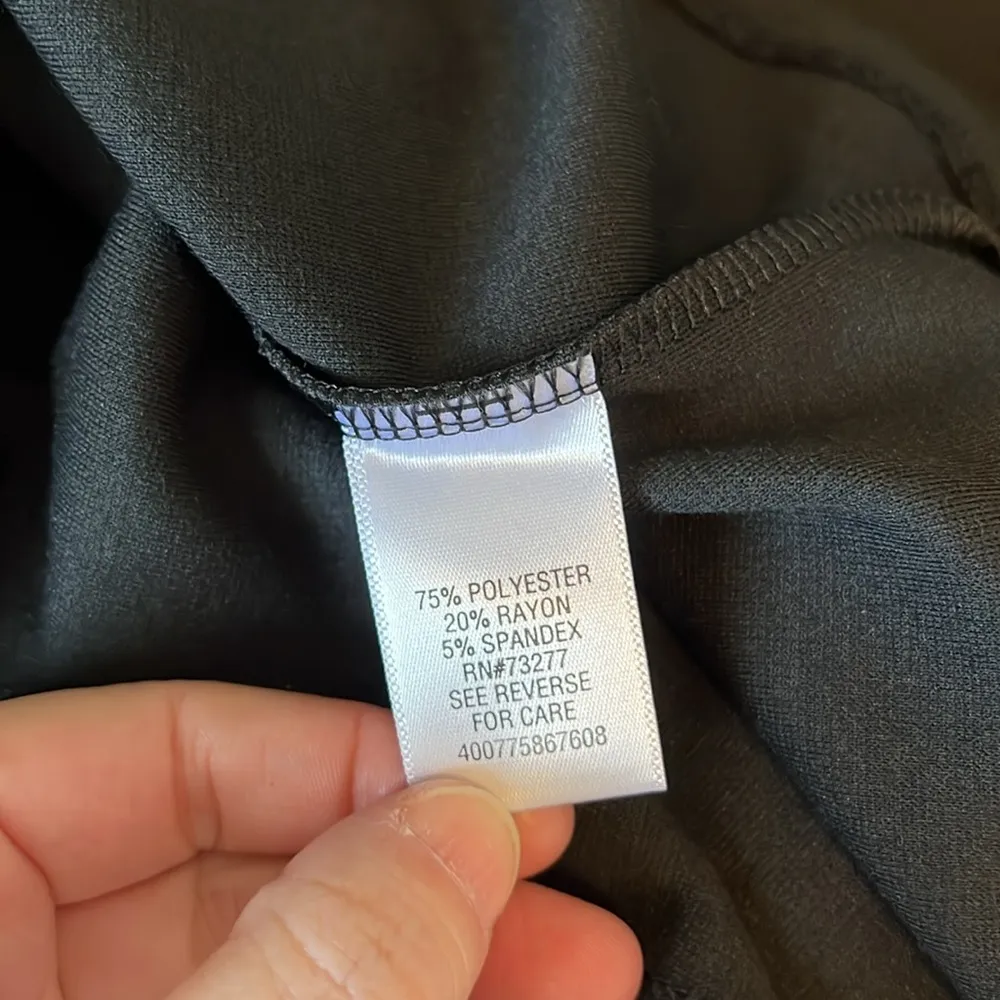 75% POLYESTER
20% RAYON
5% SPANDEX
RN#73277
SEE REVERSE
FOR CARE
400775867608